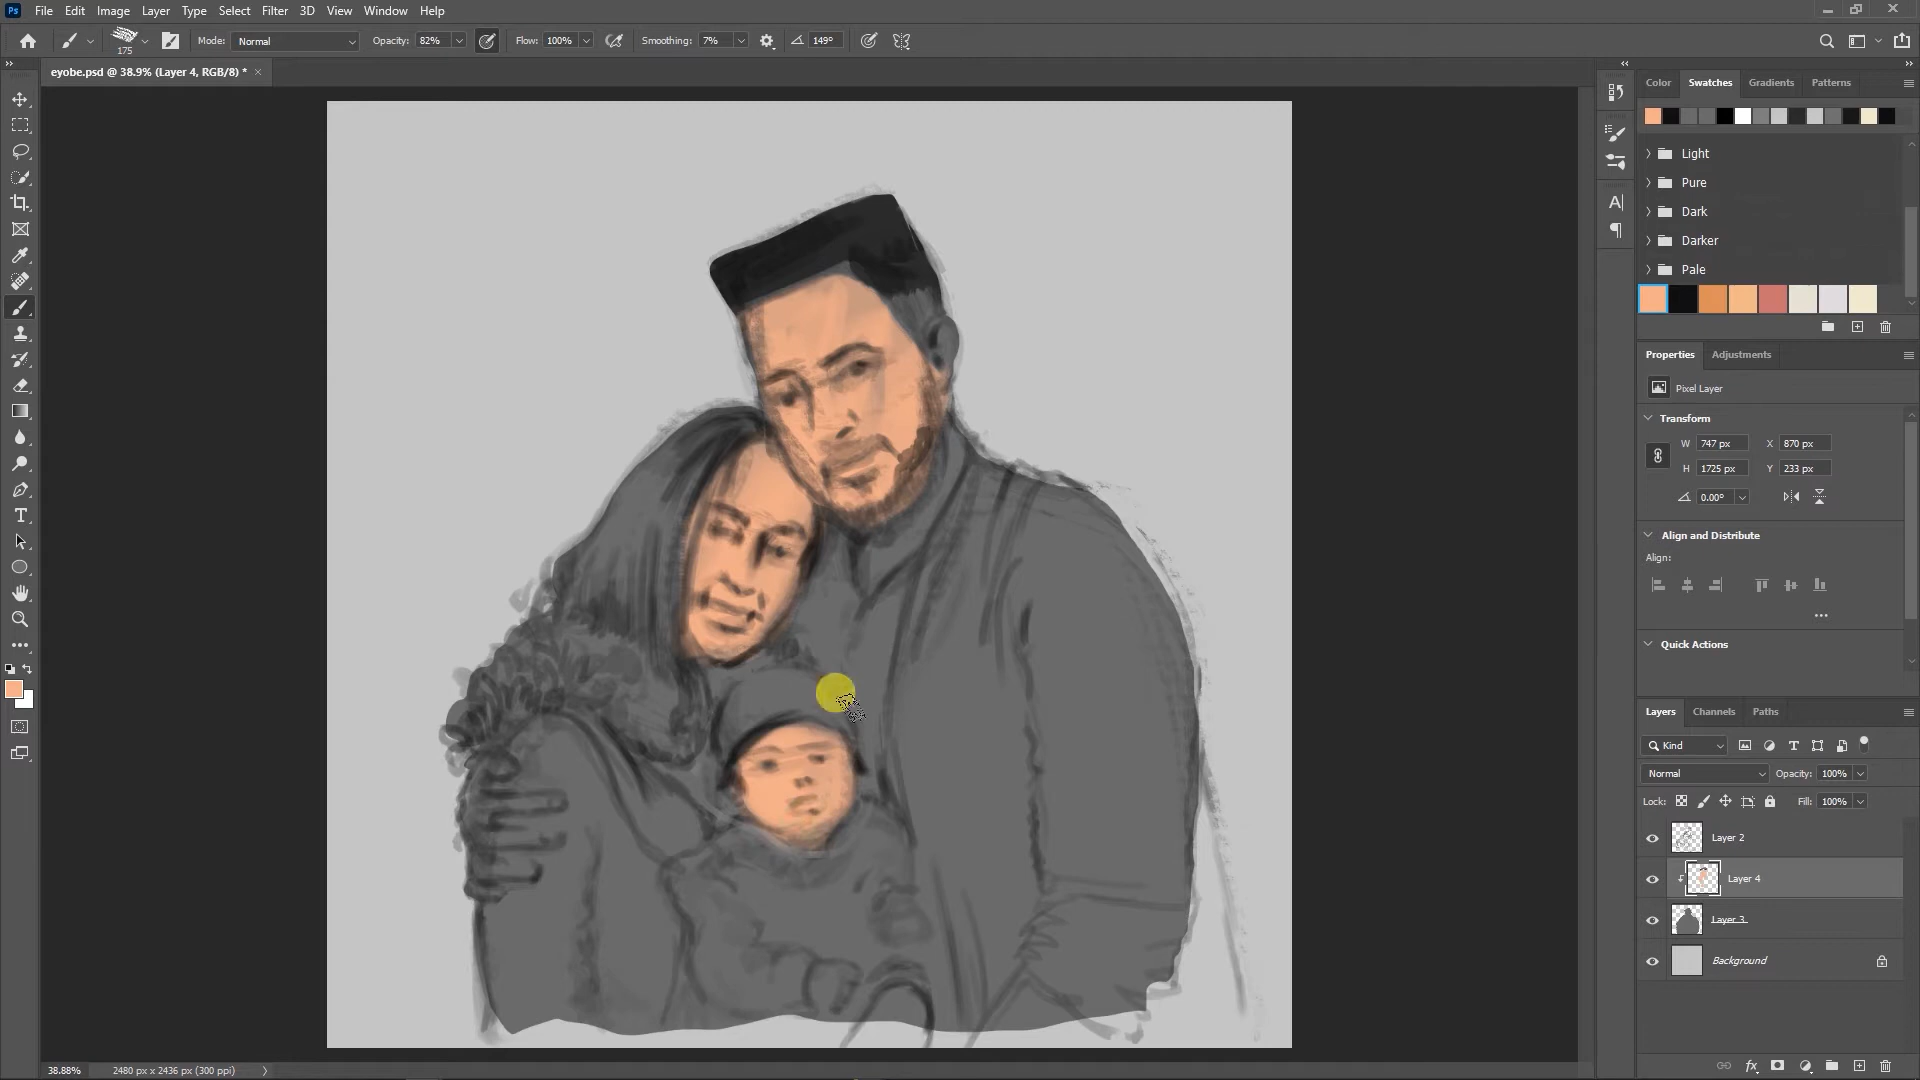 Ps File Edit Image Layer Type Select Filter 3D View Window Help
175 Mode: Normal Opacity: 82% Flow: 100% Smoothing: 7% 149°
eyobe.psd @ 38.9% (Layer 4, RGB/8) *
Color Swatches Gradients Patterns
Light
Pure
Dark
Darker
Pale
Properties Adjustments
Pixel Layer
Transform
W 747 px X 870 px
H 1725 px Y 233 px
0.00°
Align and Distribute
Align:
Quick Actions
Layers Channels Paths
Kind
Normal Opacity: 100%
Lock: Fill: 100%
Layer 2
Layer 4
Layer 3
Background
38.88% 2480 px x 2436 px (300 ppi)